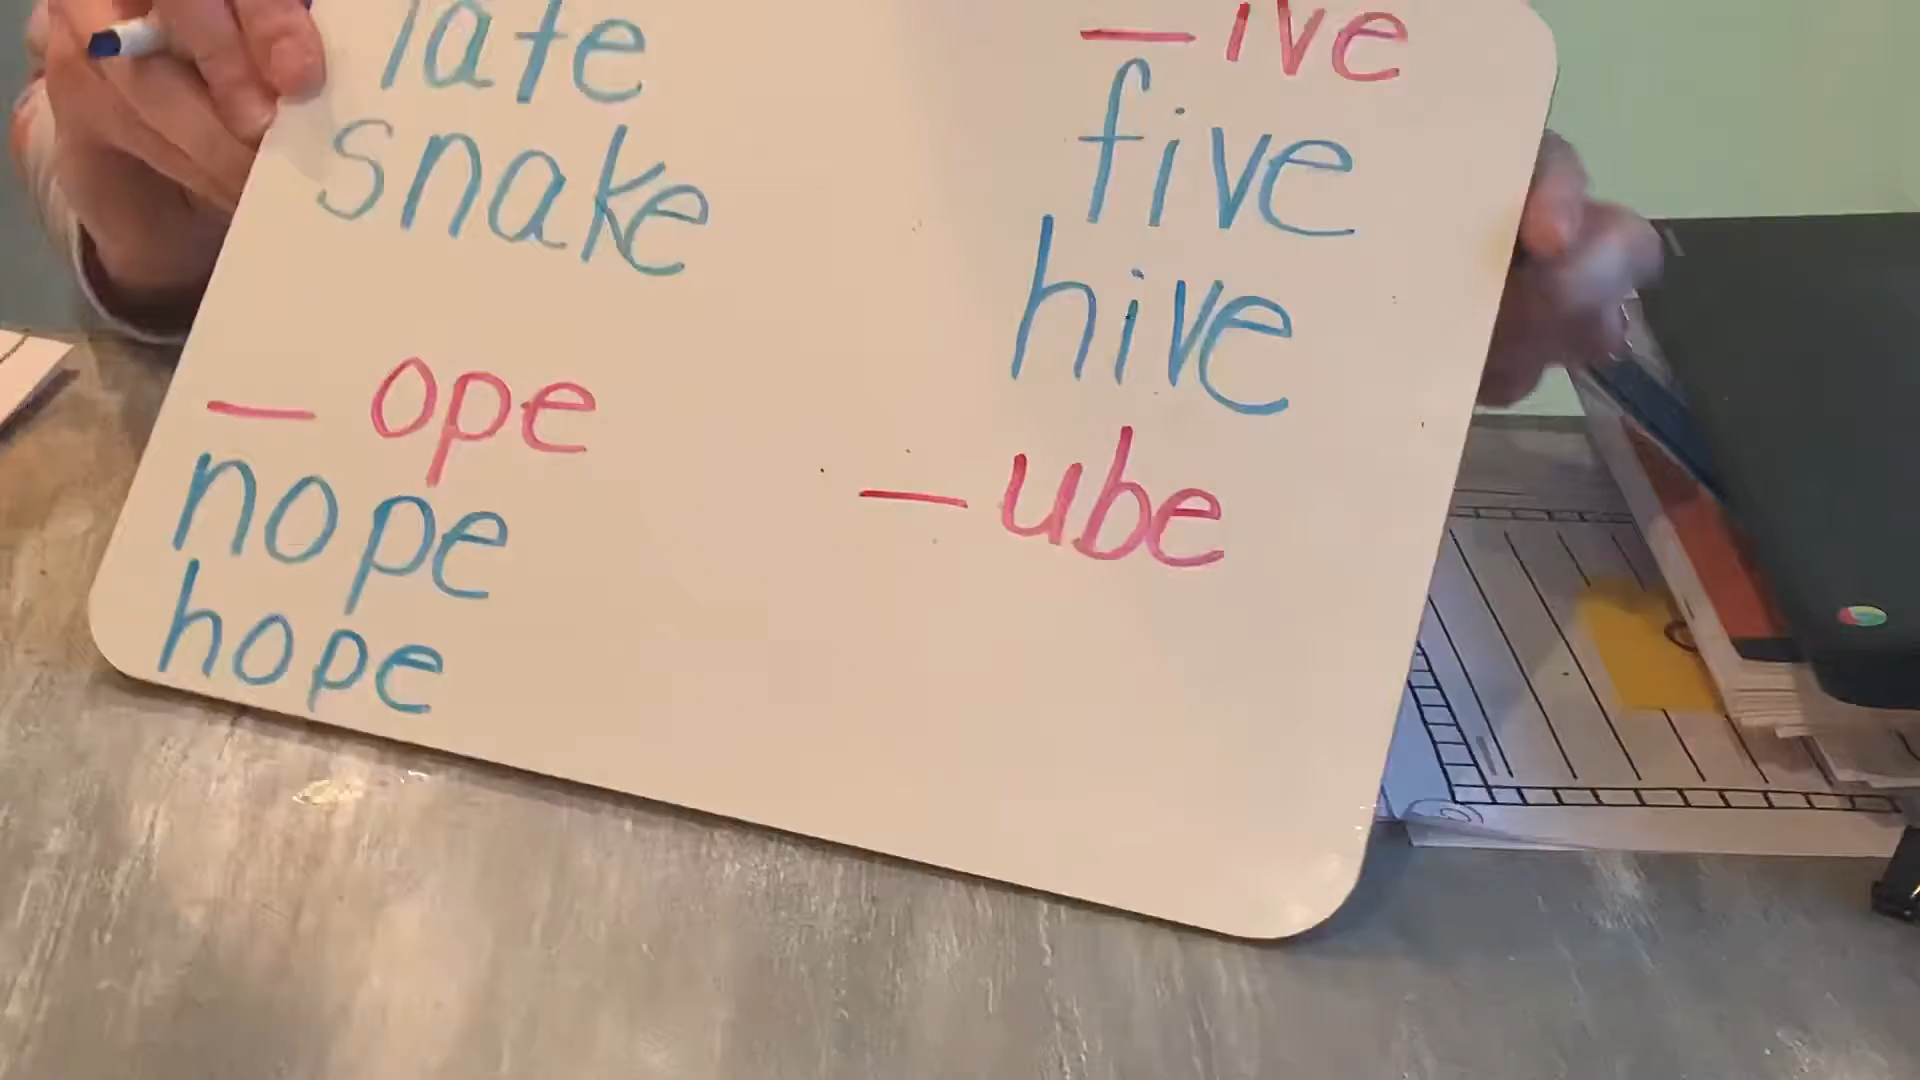 late
snake
_ ope
nope
hope
_ ive
five
hive
_ ube